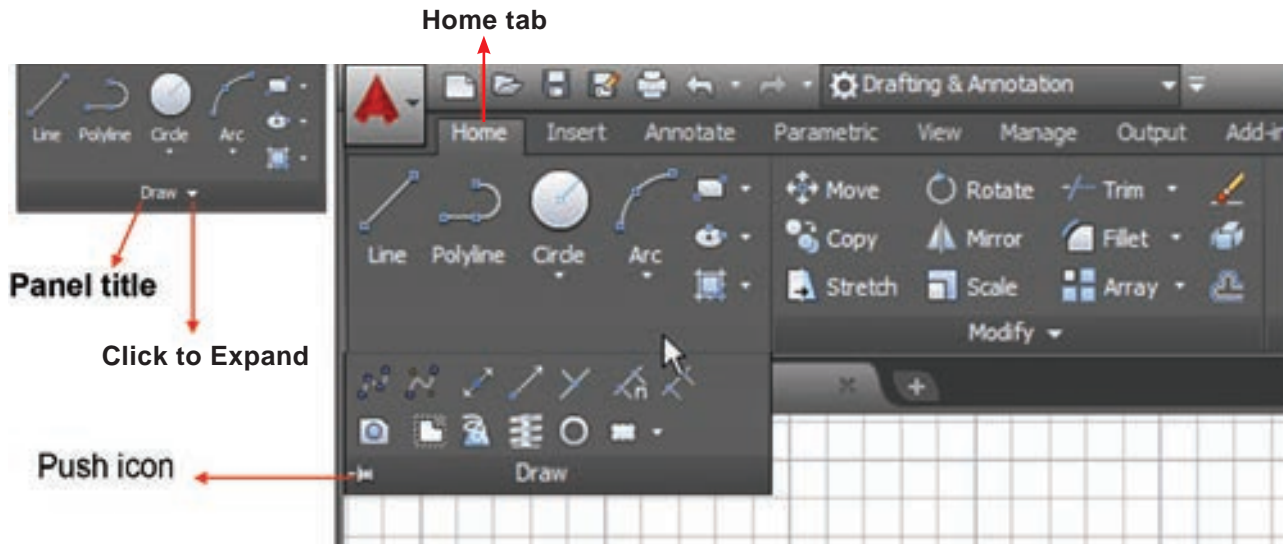 Home tab
Line Polyline Circle Arc
Draw
Panel title
Click to Expand
Push icon
Drafting & Annotation
Home Insert Annotate Parametric View Manage Output Add-in
Line Polyline Circle Arc
Move Rotate Trim
Copy Mirror Fillet
Stretch Scale Array
Modify
n
Draw